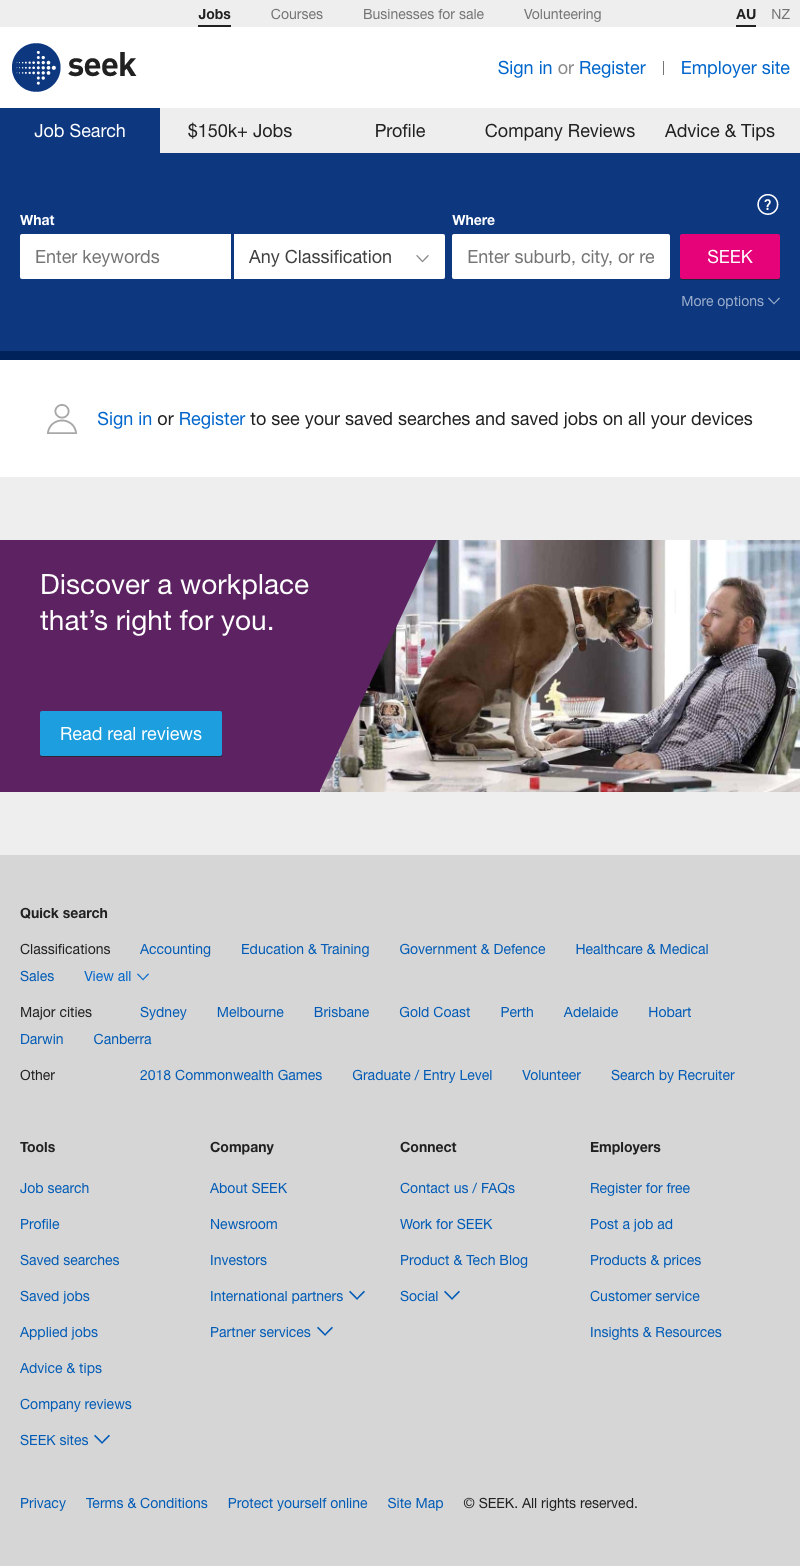 Jobs Courses Businesses for sale Volunteering AU NZ
seek Sign in or Register Employer site
Job Search $150k+ Jobs Profile Company Reviews Advice & Tips
?
What Where
Enter keywords Any Classification Enter suburb, city, or re SEEK
More options
Sign in or Register to see your saved searches and saved jobs on all your devices
Discover a workplace
that’s right for you.
Read real reviews
Quick search
Classifications Accounting Education & Training Government & Defence Healthcare & Medical
Sales View all
Major cities Sydney Melbourne Brisbane Gold Coast Perth Adelaide Hobart
Darwin Canberra
Other 2018 Commonwealth Games Graduate / Entry Level Volunteer Search by Recruiter
Tools Company Connect Employers
Job search About SEEK Contact us / FAQs Register for free
Profile Newsroom Work for SEEK Post a job ad
Saved searches Investors Product & Tech Blog Products & prices
Saved jobs International partners Social Customer service
Applied jobs Partner services Insights & Resources
Advice & tips
Company reviews
SEEK sites
Privacy Terms & Conditions Protect yourself online Site Map © SEEK. All rights reserved.